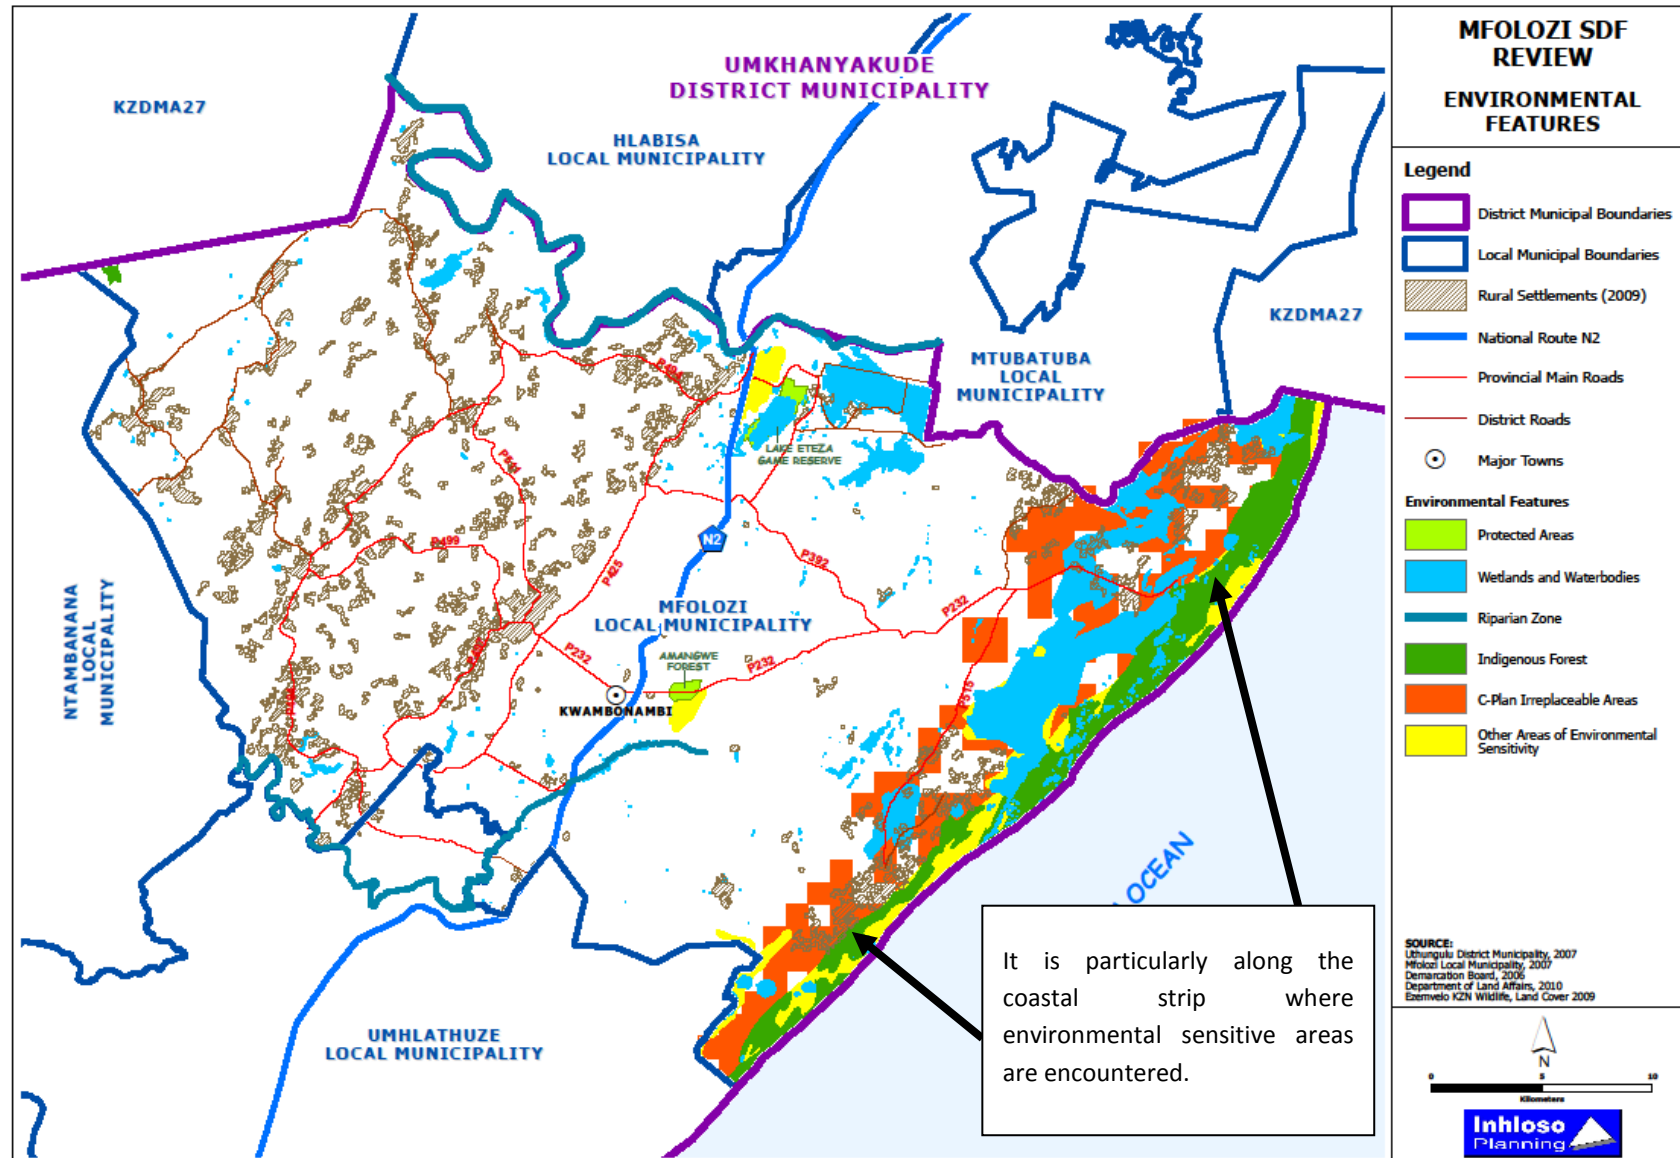 MFOLOZI SDF
REVIEW
ENVIRONMENTAL
FEATURES
Legend
District Municipal Boundaries
Local Municipal Boundaries
Rural Settlements (2009)
National Route N2
Provincial Main Roads
District Roads
Major Towns
Environmental Features
Protected Areas
Wetlands and Waterbodies
Riparian Zone
Indigenous Forest
C-Plan Irreplaceable Areas
Other Areas of Environmental
Sensitivity
SOURCE:
Uthungulu District Municipality, 2007
Mfolozi Local Municipality, 2007
Demarcation Board, 2006
Department of Land Affairs, 2010
Ezemvelo KZN Wildlife, Land Cover 2009
N
0 5 10
Kilometers
Inhloso
Planning
UMKHANYAKUDE
DISTRICT MUNICIPALITY
KZDMA27
HLABISA
LOCAL MUNICIPALITY
KZDMA27
MTUBATUBA
LOCAL
MUNICIPALITY
LAKE ETEZA
GAME RESERVE
P499
N2
P425
P392
MFOLOZI
LOCAL MUNICIPALITY
P232
P232
AMANGWE
FOREST
P232
KWAMBONAMBI
P515
NTAMBANANA
LOCAL
MUNICIPALITY
OCEAN
UMHLATHUZE
LOCAL MUNICIPALITY
It is particularly along the
coastal strip where
environmental sensitive areas
are encountered.